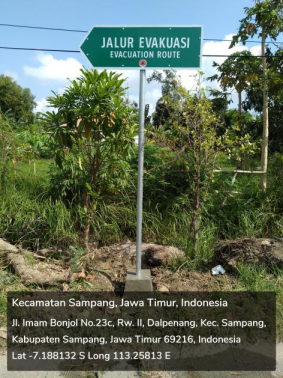 JALUR EVAKUASI
EVACUATION ROUTE
Kecamatan Sampang, Jawa Timur, Indonesia
Jl. Imam Bonjol No.23c, Rw. II, Dalpenang, Kec. Sampang,
Kabupaten Sampang, Jawa Timur 69216, Indonesia
Lat -7.188132 S Long 113.25813 E